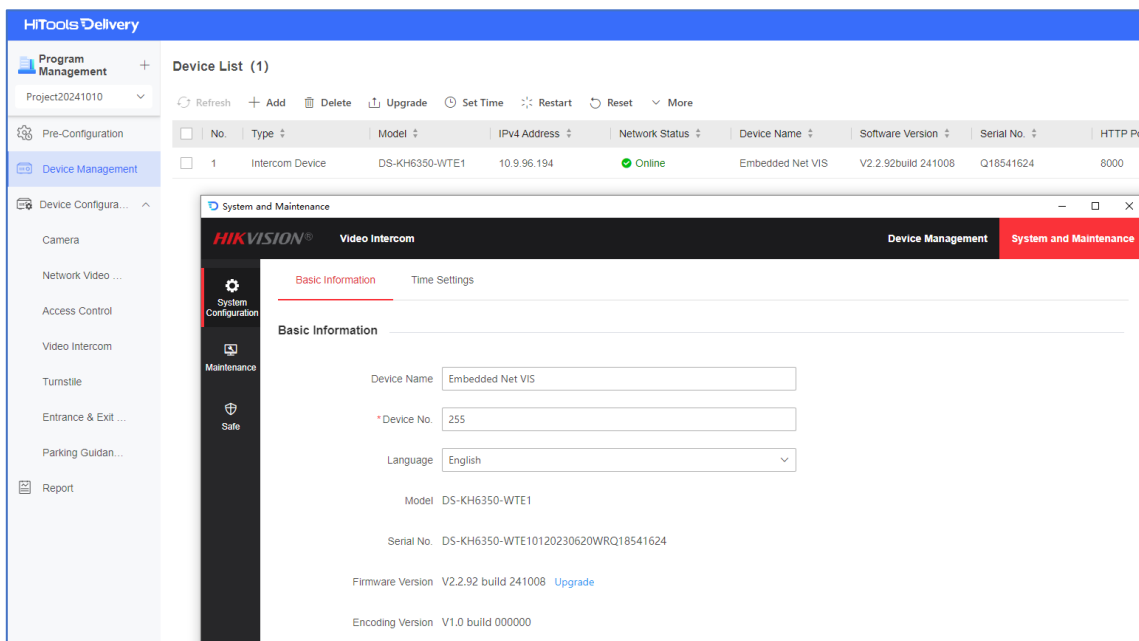 HiTools Delivery
Program Management +
Project20241010
Pre-Configuration
Device Management
Device Configura...
Camera
Network Video ...
Access Control
Video Intercom
Turnstile
Entrance & Exit ...
Parking Guidan...
Report
Device List (1)
Refresh + Add Delete Upgrade Set Time Restart Reset More
No. Type Model IPv4 Address Network Status Device Name Software Version Serial No. HTTP Po
1 Intercom Device DS-KH6350-WTE1 10.9.96.194 Online Embedded Net VIS V2.2.92build 241008 Q18541624 8000
System and Maintenance
HIKVISION® Video Intercom Device Management System and Maintenance
System Configuration
Maintenance
Safe
Basic Information Time Settings
Basic Information
Device Name Embedded Net VIS
*Device No. 255
Language English
Model DS-KH6350-WTE1
Serial No. DS-KH6350-WTE10120230620WRQ18541624
Firmware Version V2.2.92 build 241008 Upgrade
Encoding Version V1.0 build 000000